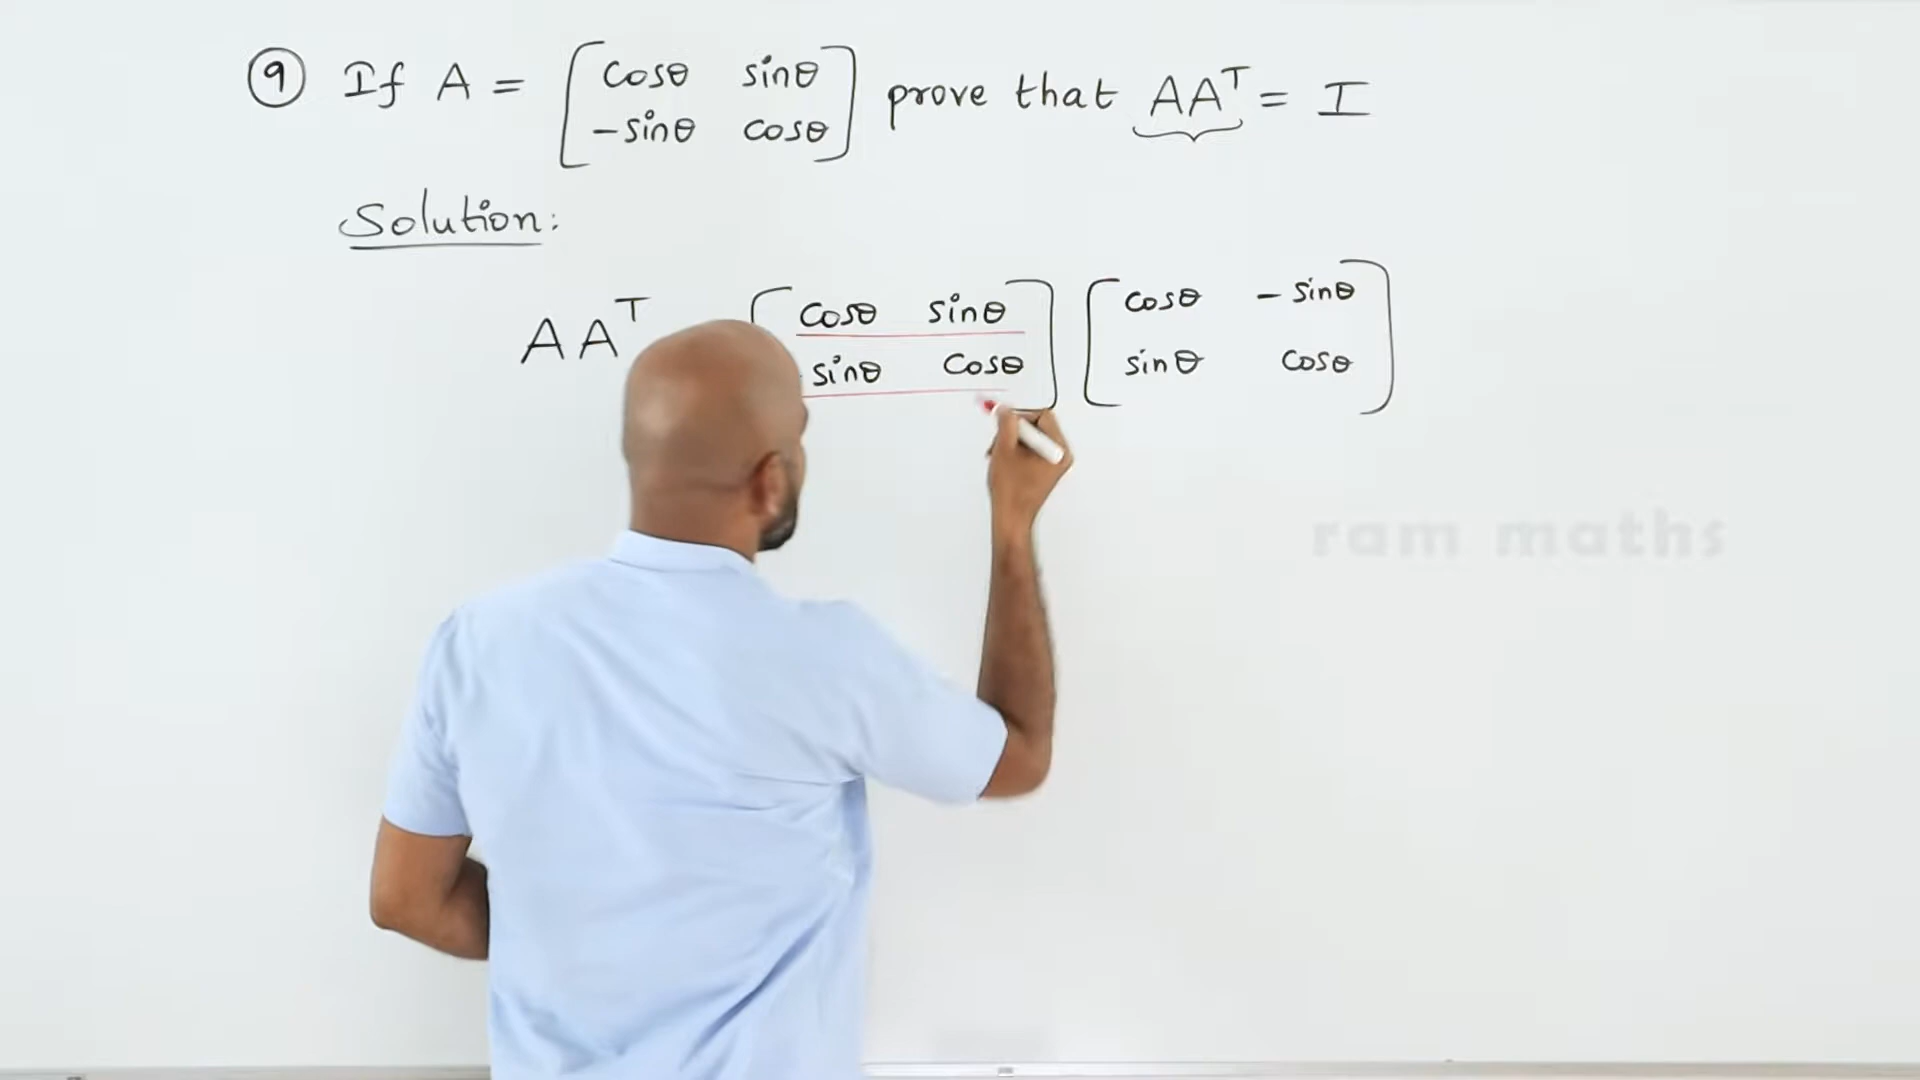 9 If A = [cosθ sinθ
-sinθ cosθ] prove that AAᵀ = I
Solution:
AAᵀ [cosθ sinθ [cosθ -sinθ
sinθ cosθ] sinθ cosθ]
ram maths